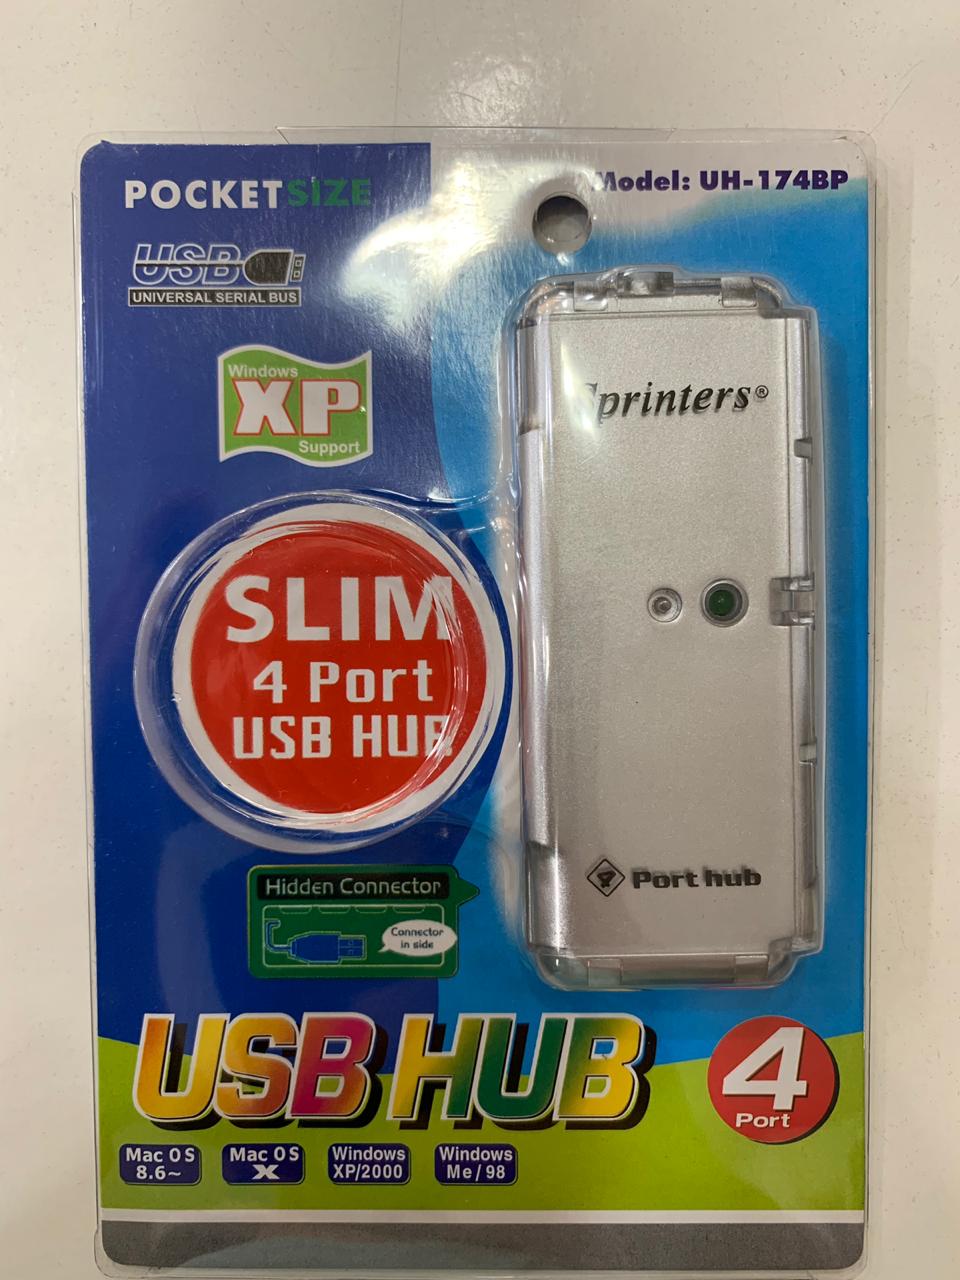 POCKETSIZE
Model: UH-174BP
USB
UNIVERSAL SERIAL BUS
Windows
XP
Support
Sprinters®
SLIM
4 Port
USB HUB
4 Port hub
Hidden Connector
Connector
in side
USB HUB
4
Port
Mac OS
8.6~
Mac OS
X
Windows
XP/2000
Windows
Me/98